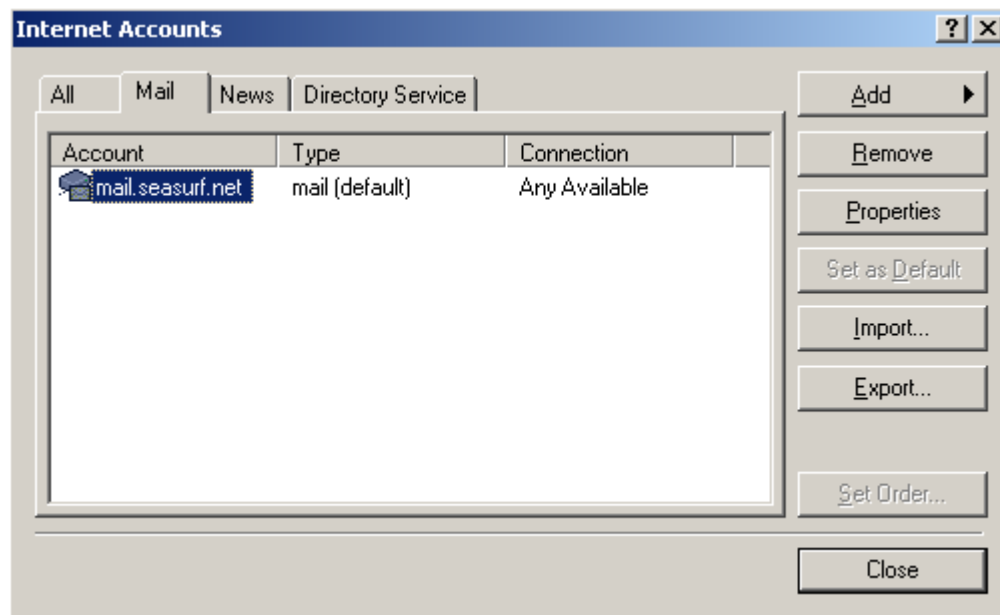 Internet Accounts
All Mail News Directory Service
Account Type Connection
mail.seasurf.net mail (default) Any Available
Add
Remove
Properties
Set as Default
Import...
Export...
Set Order...
Close